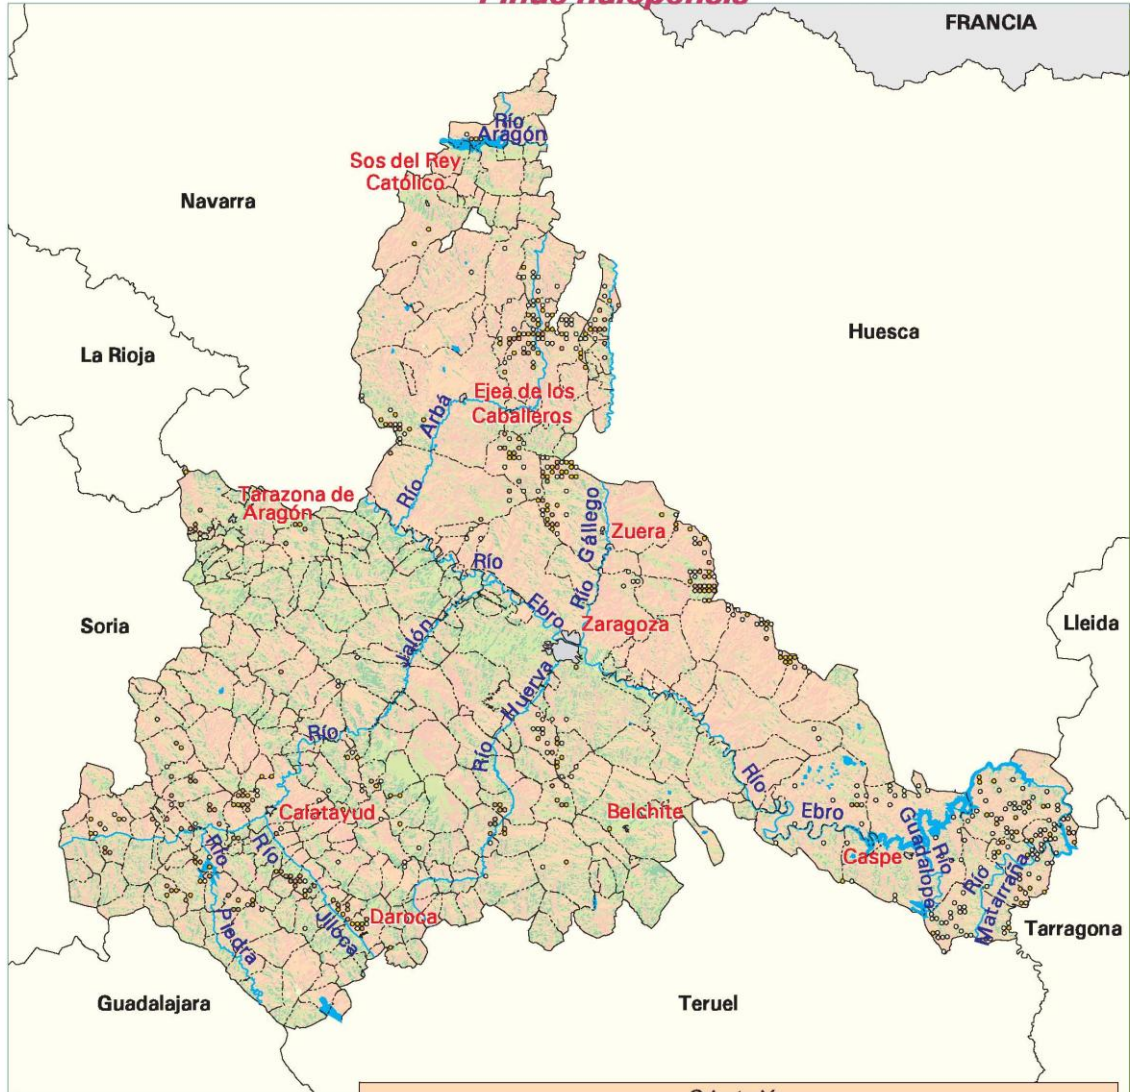 Pinus halepensis
FRANCIA
Río
Aragón
Sos del Rey
Católico
Navarra
Huesca
La Rioja
Ejea de los
Caballeros
Arbá
Río
Tarazona de
Aragón
Gállego
Río
Zuera
Río
Ebro
Zaragoza
Soria
Lleida
Jalón
Río
Huerva
Río
Río
Ebro
Calatayud
Belchite
Caspe
Guadalope
Río
Río
Matarraña
Río
Piedra
Río
Jiloca
Daroca
Tarragona
Guadalajara
Teruel